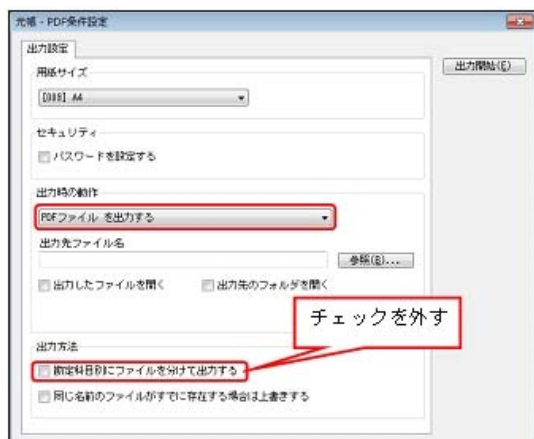 元帳 - PDF条件設定
出力設定
出力開始(E)
用紙サイズ
[009] A4
セキュリティ
パスワードを設定する
出力時の動作
PDFファイル を出力する
出力先ファイル名
参照(B)...
出力したファイルを開く
出力先のフォルダを開く
チェックを外す
出力方法
勘定科目別にファイルを分けて出力する
同じ名前のファイルがすでに存在する場合は上書きする